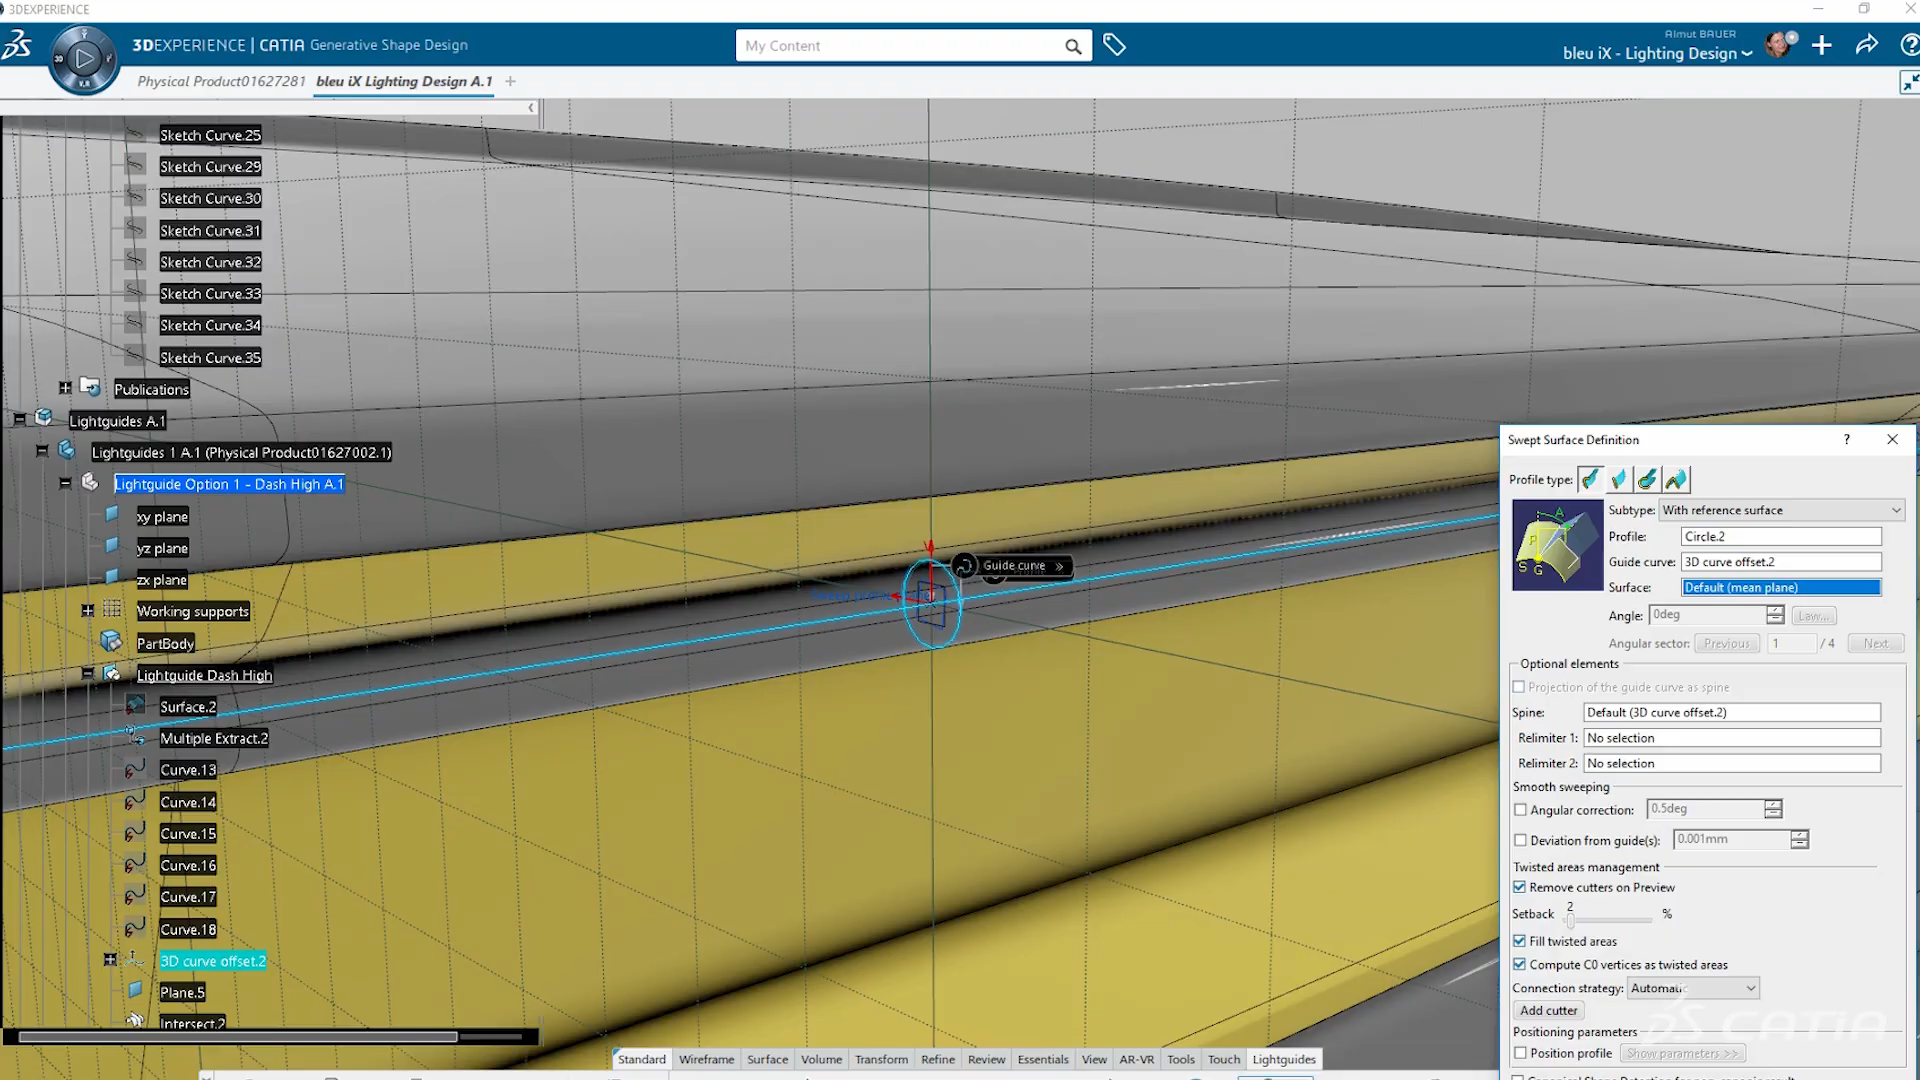 3DEXPERIENCE
3DEXPERIENCE | CATIA Generative Shape Design
My Content
Almut BAUER
bleu iX - Lighting Design
3D
V.R
Physical Product01627281
bleu iX Lighting Design A.1
Sketch Curve.25
Sketch Curve.29
Sketch Curve.30
Sketch Curve.31
Sketch Curve.32
Sketch Curve.33
Sketch Curve.34
Sketch Curve.35
Publications
Lightguides A.1
Lightguides 1 A.1 (Physical Product01627002.1)
Lightguide Option 1 - Dash High A.1
xy plane
yz plane
zx plane
Working supports
PartBody
Lightguide Dash High
Surface.2
Multiple Extract.2
Curve.13
Curve.14
Curve.15
Curve.16
Curve.17
Curve.18
3D curve offset.2
Plane.5
Intersect.2
Guide curve »
Swept Surface Definition
?
Profile type:
Subtype: With reference surface
Profile: Circle.2
Guide curve: 3D curve offset.2
Surface: Default (mean plane)
Angle: 0deg Law...
Angular sector: Previous 1 / 4 Next
Optional elements
Projection of the guide curve as spine
Spine: Default (3D curve offset.2)
Relimiter 1: No selection
Relimiter 2: No selection
Smooth sweeping
Angular correction: 0.5deg
Deviation from guide(s): 0.001mm
Twisted areas management
Remove cutters on Preview
Setback 2 %
Fill twisted areas
Compute C0 vertices as twisted areas
Connection strategy: Automatic
Add cutter
Positioning parameters
Position profile Show parameters >>
CATIA
Standard Wireframe Surface Volume Transform Refine Review Essentials View AR-VR Tools Touch Lightguides